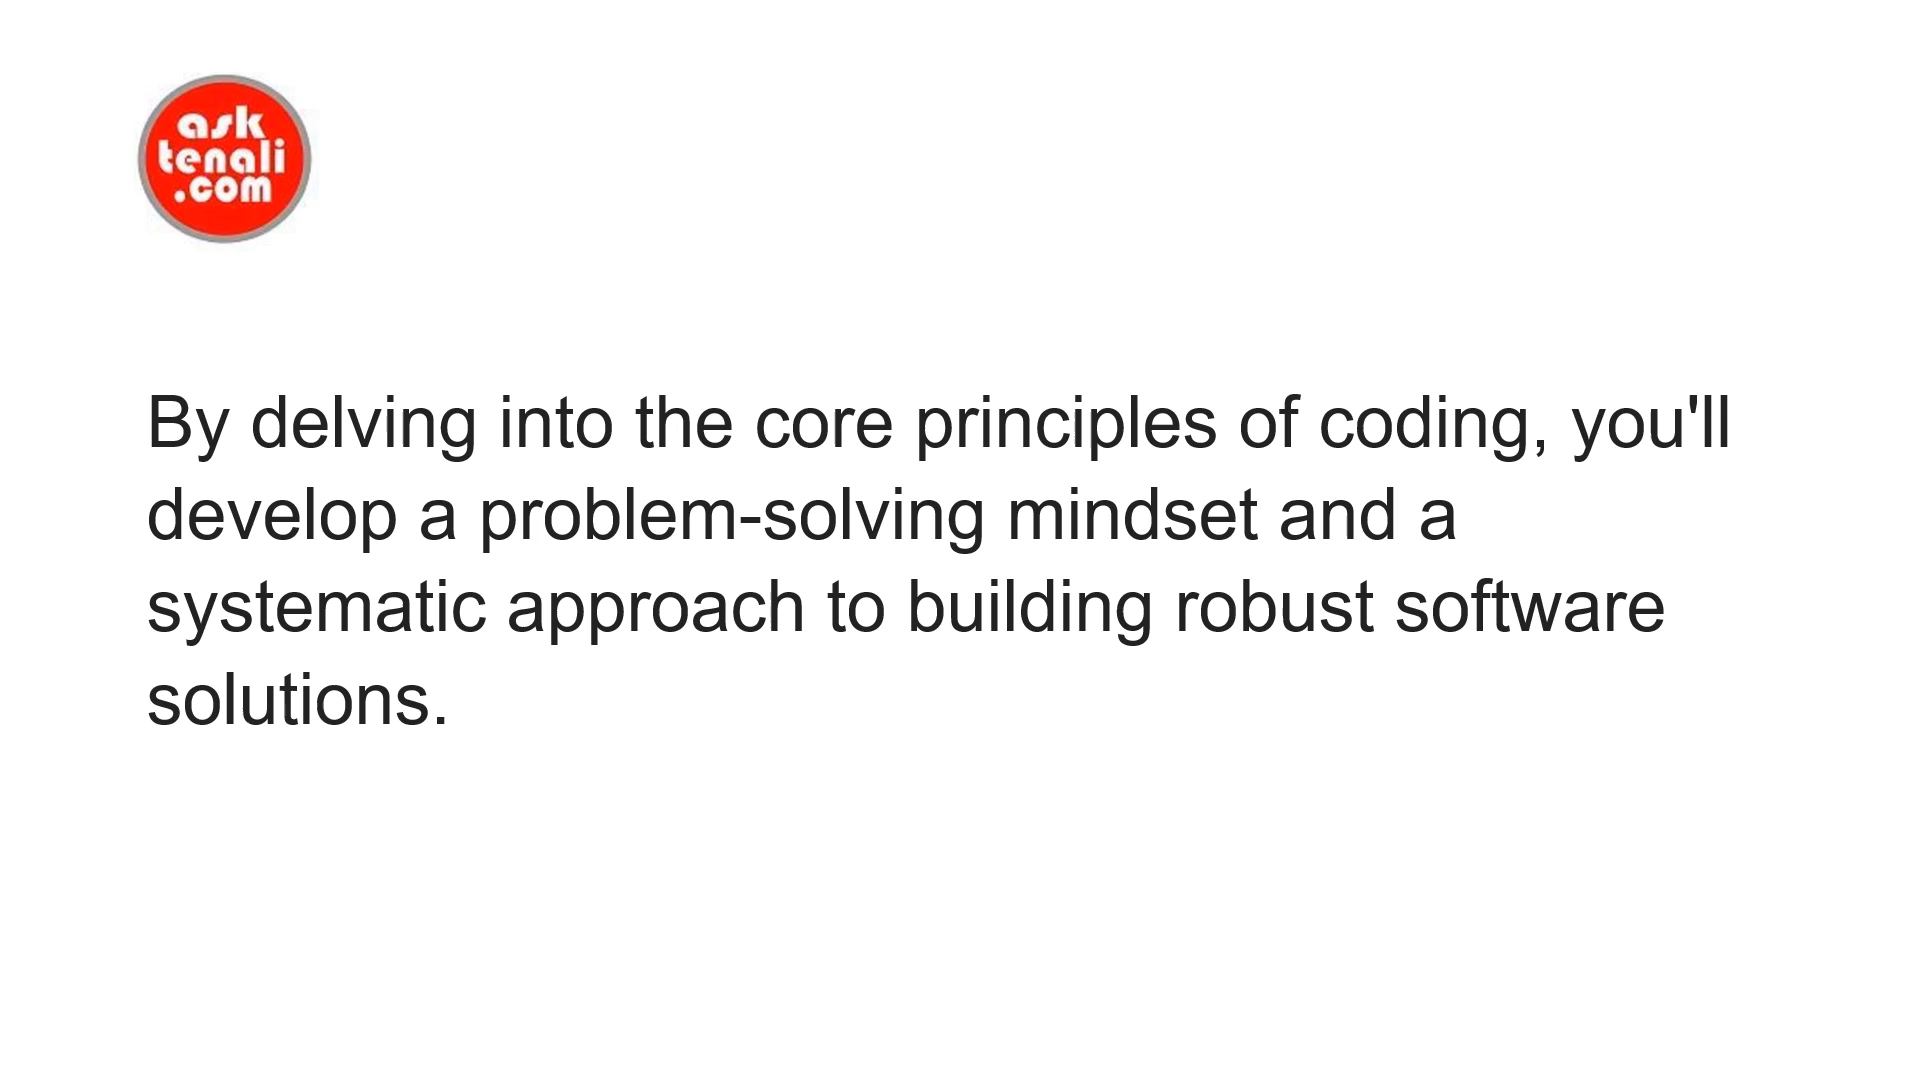 ask
tenali
.com
By delving into the core principles of coding, you'll
develop a problem-solving mindset and a
systematic approach to building robust software
solutions.